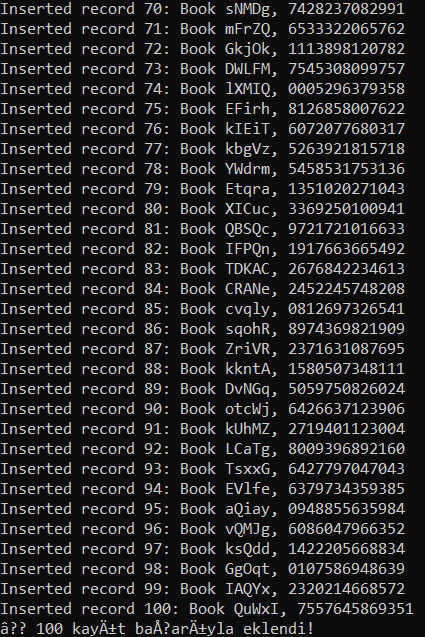 Inserted record 70: Book sNMDg, 7428237082991
Inserted record 71: Book mFrZQ, 6533322065762
Inserted record 72: Book GkjOk, 1113898120782
Inserted record 73: Book DWLFM, 7545308099757
Inserted record 74: Book lXMIQ, 0005296379358
Inserted record 75: Book EFirh, 8126858007622
Inserted record 76: Book kIEiT, 6072077680317
Inserted record 77: Book kbgVz, 5263921815718
Inserted record 78: Book YWdrm, 5458531753136
Inserted record 79: Book Etqra, 1351020271043
Inserted record 80: Book XICuc, 3369250100941
Inserted record 81: Book QBSQc, 9721721016633
Inserted record 82: Book IFPQn, 1917663665492
Inserted record 83: Book TDKAC, 2676842234613
Inserted record 84: Book CRANe, 2452245748208
Inserted record 85: Book cvqly, 0812697326541
Inserted record 86: Book sqohR, 8974369821909
Inserted record 87: Book ZriVR, 2371631087695
Inserted record 88: Book kkntA, 1580507348111
Inserted record 89: Book DvNGq, 5059750826024
Inserted record 90: Book otcWj, 6426637123906
Inserted record 91: Book kUhMZ, 2719401123004
Inserted record 92: Book LCaTg, 8009396892160
Inserted record 93: Book TsxxG, 6427797047043
Inserted record 94: Book EVlfe, 6379734359385
Inserted record 95: Book aQiay, 0948855635984
Inserted record 96: Book vQMJg, 6086047966352
Inserted record 97: Book ksQdd, 1422205668834
Inserted record 98: Book GgOqt, 0107586948639
Inserted record 99: Book IAQYx, 2320214668572
Inserted record 100: Book QuWxI, 7557645869351
â?? 100 kayÄ±t baÅ?arÄ±yla eklendi!